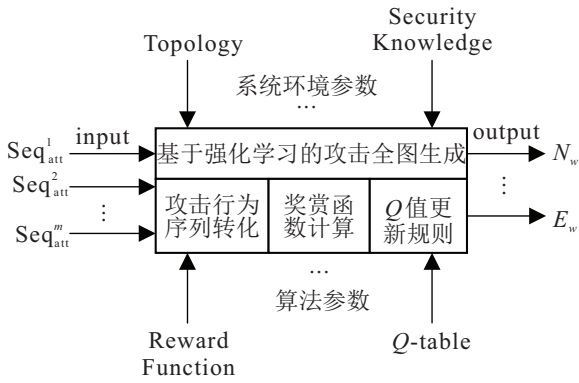 Topology
Security
Knowledge
系统环境参数
...
input
output
Seq¹att
基于强化学习的攻击全图生成
Nw
Seq²att
⋮
Seqᵐatt
攻击行为
序列转化
奖赏函
数计算
Q值更
新规则
⋮
Ew
...
算法参数
Reward
Function
Q-table